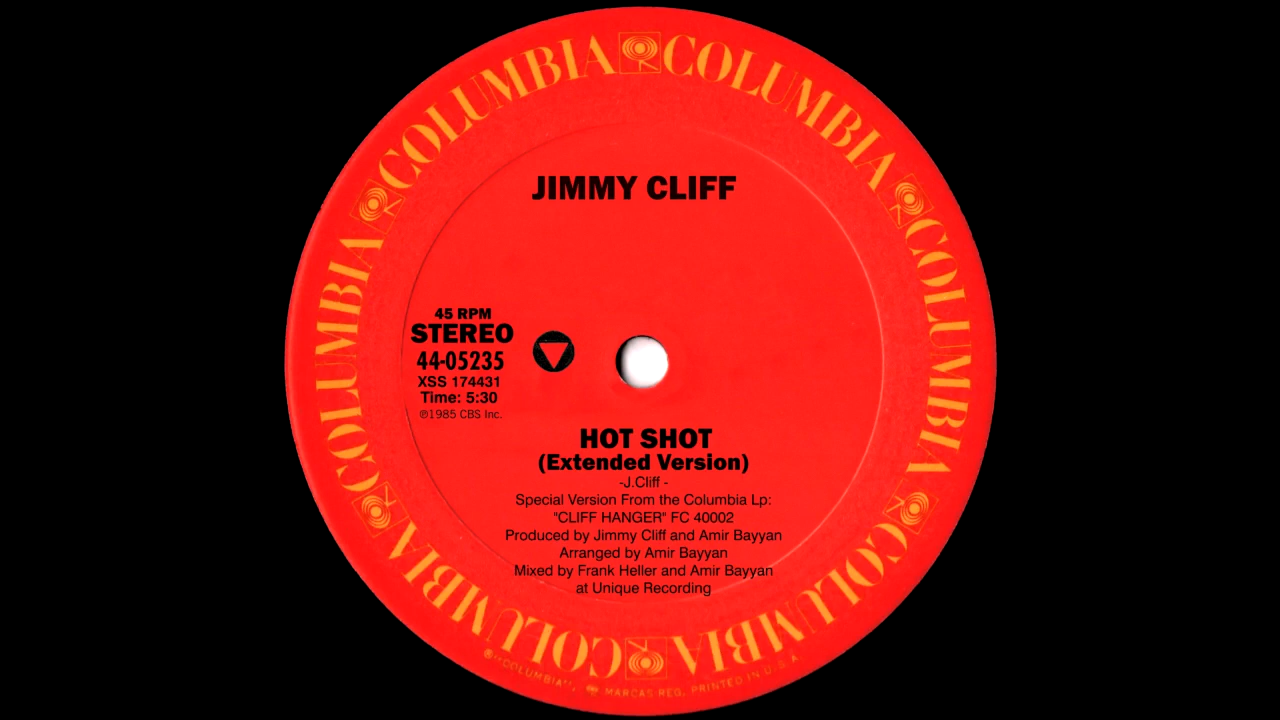 COLUMBIA COLUMBIA COLUMBIA COLUMBIA COLUMBIA COLUMBIA COLUMBIA COLUMBIA
JIMMY CLIFF
45 RPM
STEREO
44-05235
XSS 174431
Time: 5:30
℗1985 CBS Inc.
HOT SHOT
(Extended Version)
-J.Cliff -
Special Version From the Columbia Lp:
"CLIFF HANGER" FC 40002
Produced by Jimmy Cliff and Amir Bayyan
Arranged by Amir Bayyan
Mixed by Frank Heller and Amir Bayyan
at Unique Recording
®"COLUMBIA", MARCAS REG. PRINTED IN U.S.A